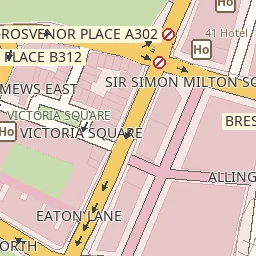 GROSVENOR PLACE A302
41 Hotel
Ho
PLACE B312
SIR SIMON MILTON SQ
MEWS EAST
VICTORIA SQUARE
Ho
VICTORIA SQUARE
BRES
ALLING
EATON LANE
NORTH